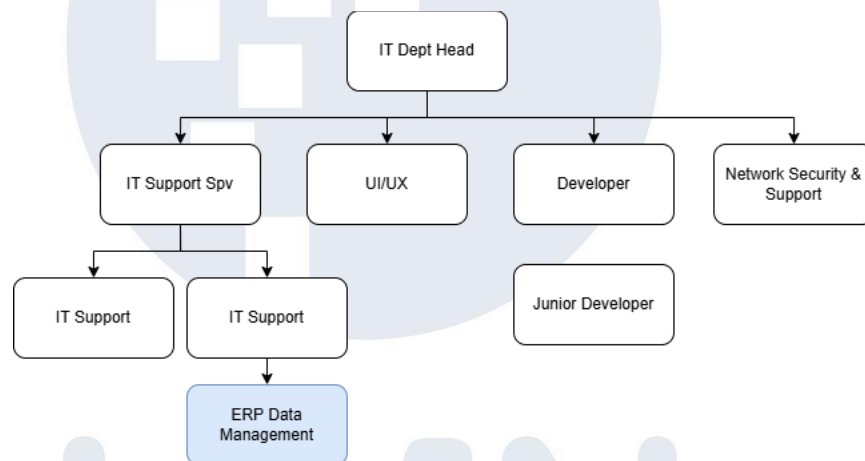 IT Dept Head
IT Support Spv
UI/UX
Developer
Network Security &
Support
IT Support
IT Support
Junior Developer
ERP Data
Management